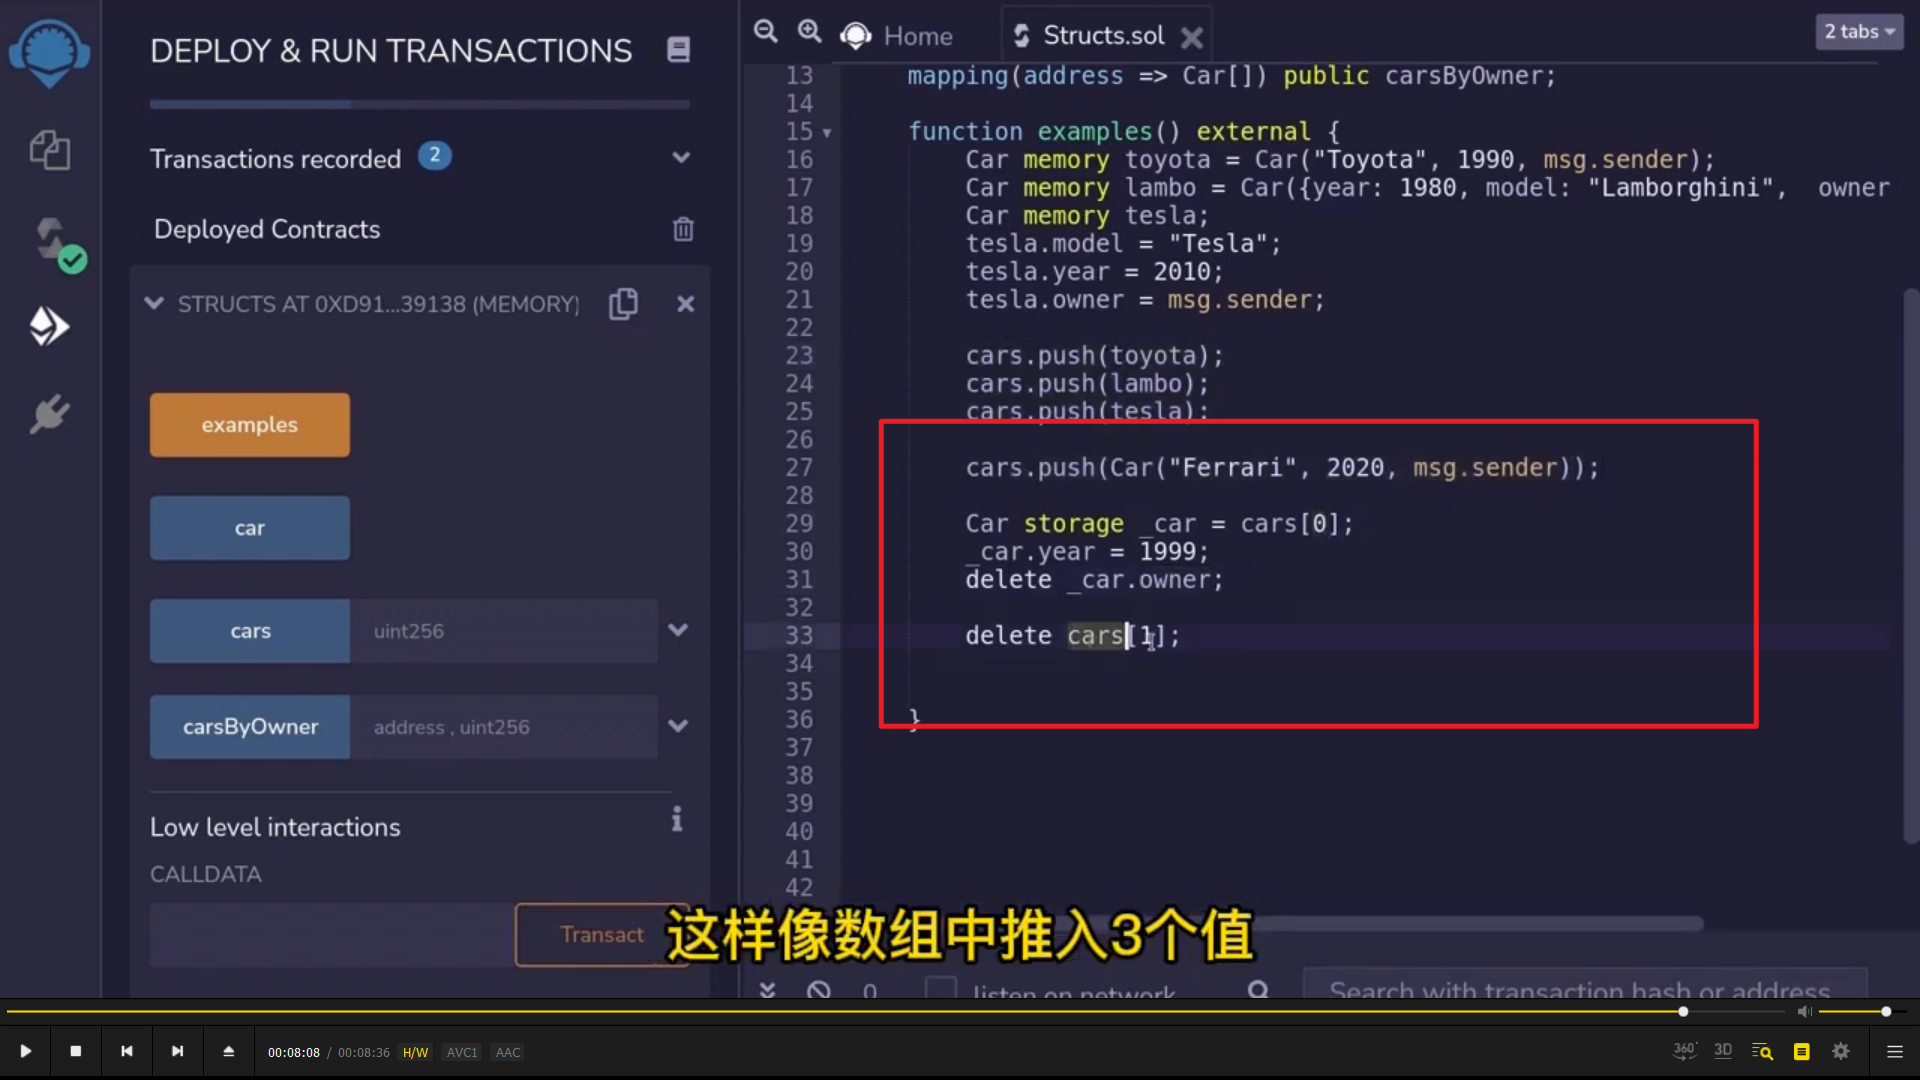 DEPLOY & RUN TRANSACTIONS
Transactions recorded 2
Deployed Contracts
STRUCTS AT 0XD91...39138 (MEMORY)
examples
car
cars uint256
carsByOwner address , uint256
Low level interactions
CALLDATA
Transact
Home Structs.sol 2 tabs
13 mapping(address => Car[]) public carsByOwner;
14
15 function examples() external {
16 Car memory toyota = Car("Toyota", 1990, msg.sender);
17 Car memory lambo = Car({year: 1980, model: "Lamborghini", owner
18 Car memory tesla;
19 tesla.model = "Tesla";
20 tesla.year = 2010;
21 tesla.owner = msg.sender;
22
23 cars.push(toyota);
24 cars.push(lambo);
25 cars.push(tesla);
26
27 cars.push(Car("Ferrari", 2020, msg.sender));
28
29 Car storage _car = cars[0];
30 _car.year = 1999;
31 delete _car.owner;
32
33 delete cars[1];
34
35
36 }
37
38
39
40
41
42
这样像数组中推入3个值
0 listen on network Search with transaction hash or address
00:08:08 / 00:08:36 H/W AVC1 AAC 360° 3D